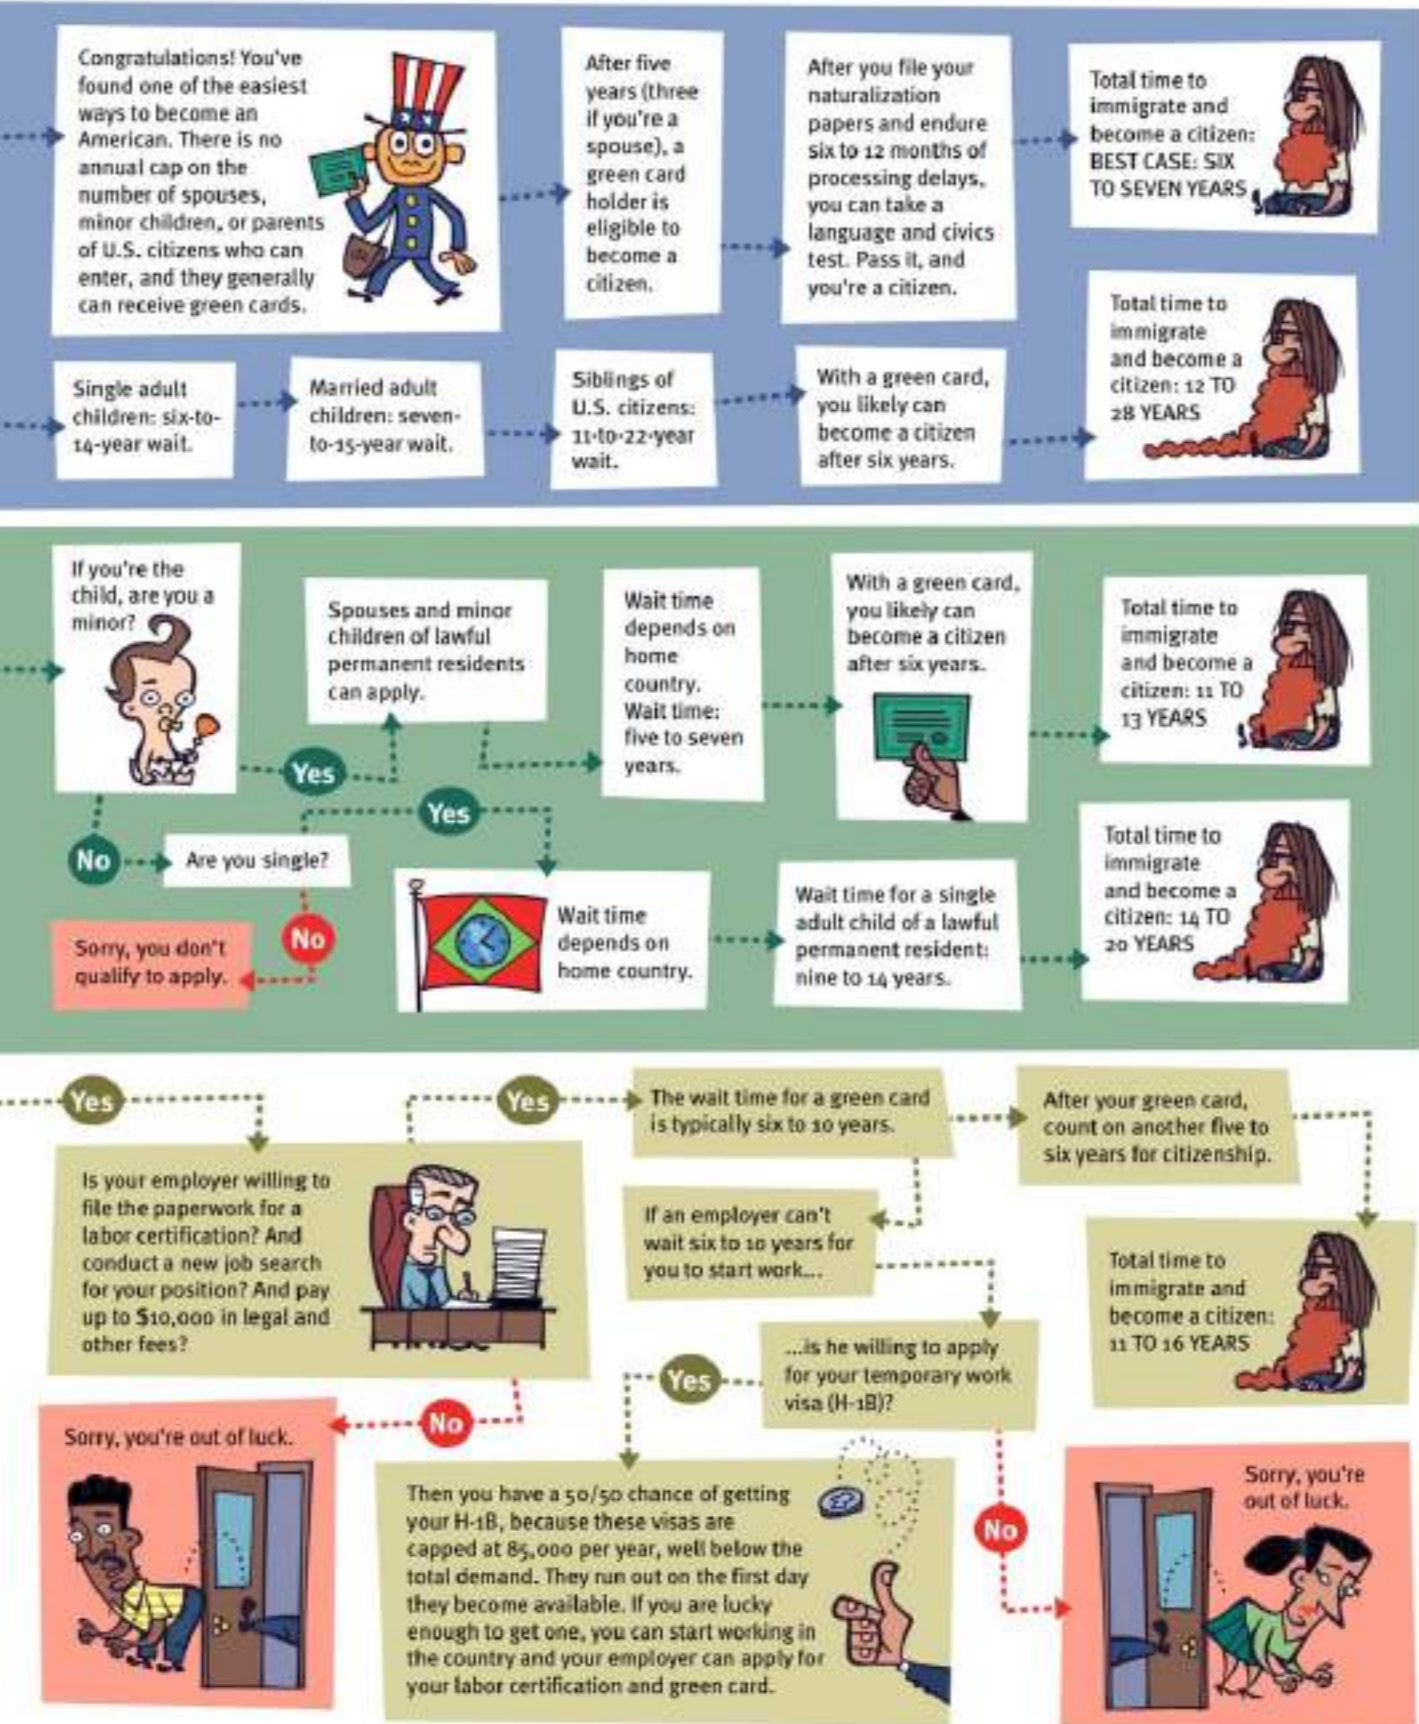 Congratulations! You've
found one of the easiest
ways to become an
American. There is no
annual cap on the
number of spouses,
minor children, or parents
of U.S. citizens who can
enter, and they generally
can receive green cards.
After five
years (three
if you're a
spouse), a
green card
holder is
eligible to
become a
citizen.
After you file your
naturalization
papers and endure
six to 12 months of
processing delays,
you can take a
language and civics
test. Pass it, and
you're a citizen.
Total time to
immigrate and
become a citizen:
BEST CASE: SIX
TO SEVEN YEARS
Single adult
children: six-to-
14-year wait.
Married adult
children: seven-
to-15-year wait.
Siblings of
U.S. citizens:
11-to-22-year
wait.
With a green card,
you likely can
become a citizen
after six years.
Total time to
immigrate
and become a
citizen: 12 TO
28 YEARS
If you're the
child, are you a
minor?
Yes
Spouses and minor
children of lawful
permanent residents
can apply.
Wait time
depends on
home
country.
Wait time:
five to seven
years.
With a green card,
you likely can
become a citizen
after six years.
Total time to
immigrate
and become a
citizen: 11 TO
13 YEARS
No
Are you single?
Yes
No
Sorry, you don't
qualify to apply.
Wait time
depends on
home country.
Wait time for a single
adult child of a lawful
permanent resident:
nine to 14 years.
Total time to
immigrate
and become a
citizen: 14 TO
20 YEARS
Yes
Is your employer willing to
file the paperwork for a
labor certification? And
conduct a new job search
for your position? And pay
up to $10,000 in legal and
other fees?
Yes
The wait time for a green card
is typically six to 10 years.
After your green card,
count on another five to
six years for citizenship.
Total time to
immigrate and
become a citizen:
11 TO 16 YEARS
If an employer can't
wait six to 10 years for
you to start work...
...is he willing to apply
for your temporary work
visa (H-1B)?
Yes
No
Sorry, you're out of luck.
Then you have a 50/50 chance of getting
your H-1B, because these visas are
capped at 85,000 per year, well below the
total demand. They run out on the first day
they become available. If you are lucky
enough to get one, you can start working in
the country and your employer can apply for
your labor certification and green card.
No
Sorry, you're
out of luck.